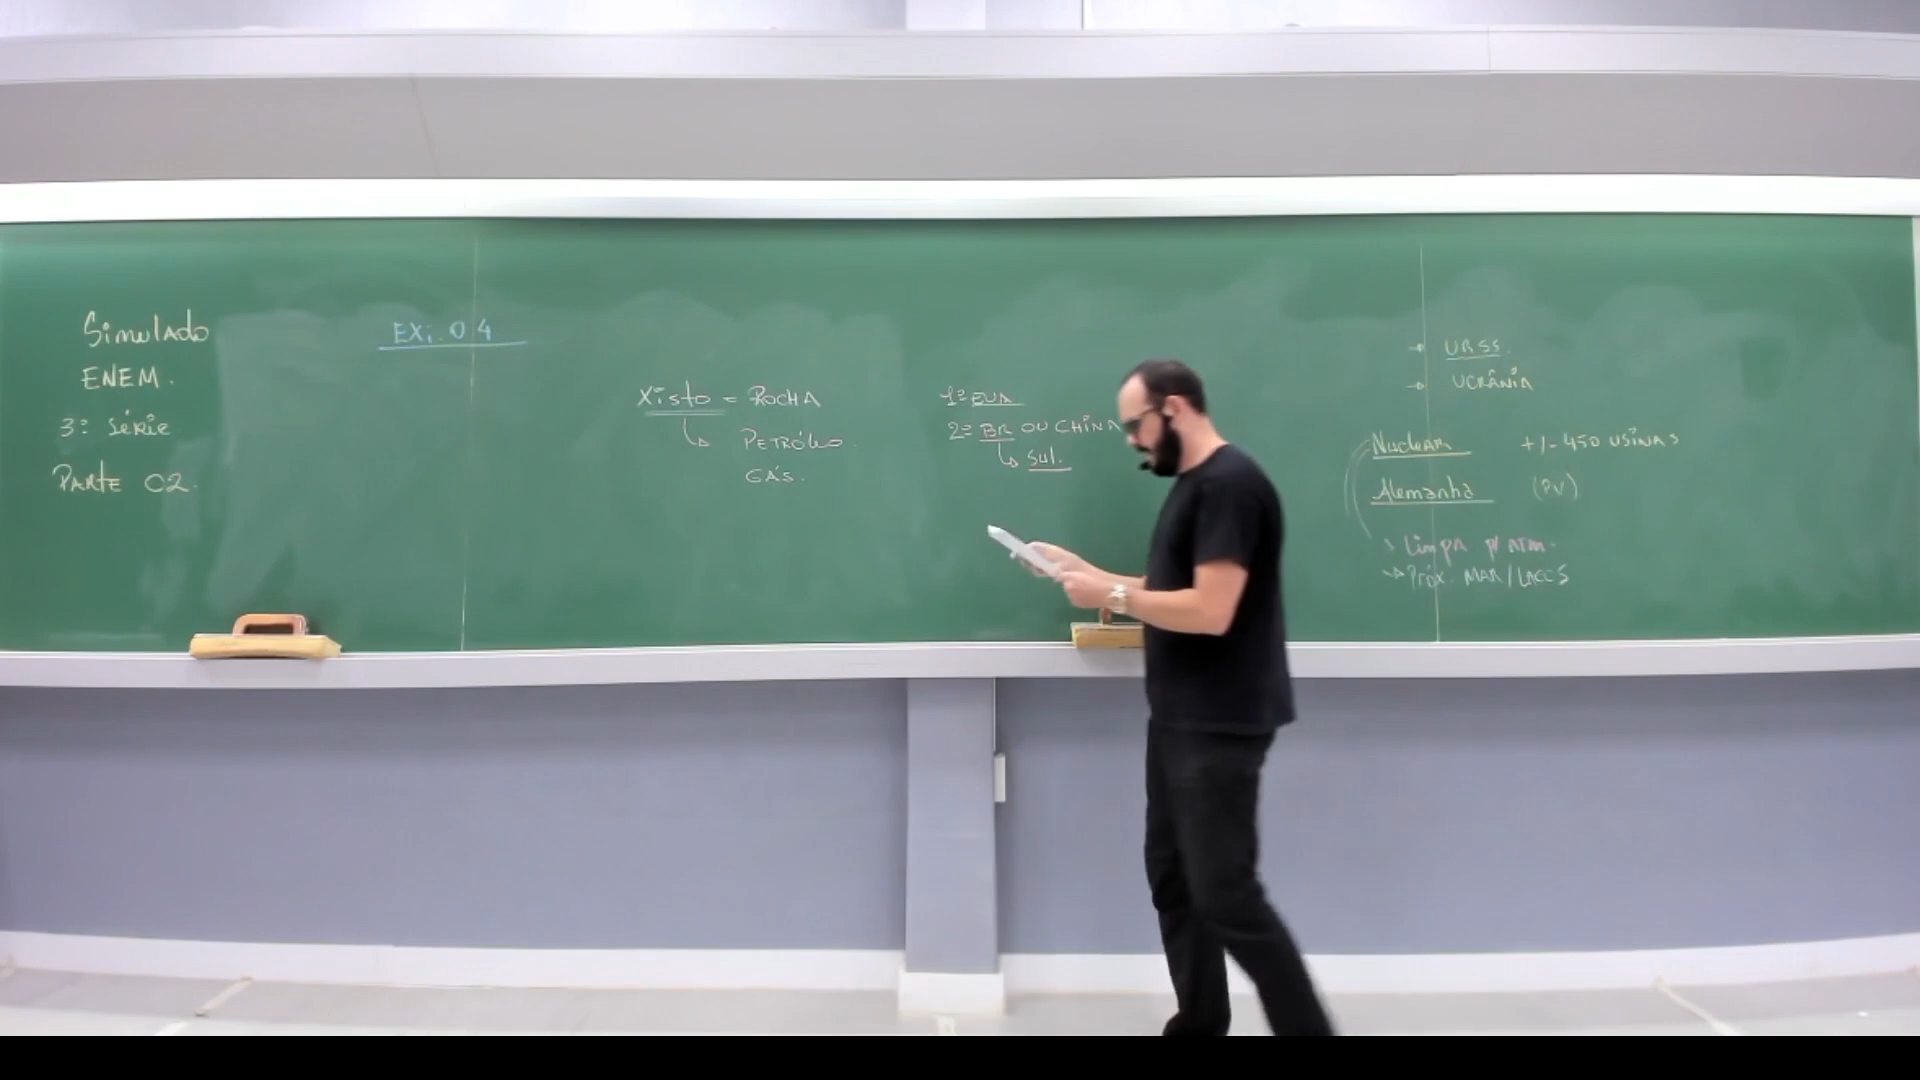 Simulado
ENEM.
3ª Série
Parte 02.
EXi. 04
Xisto = ROCHA
↳ PETRÓLEO.
GÁS.
1º EUA
2º BR OU CHINA
↳ SUL.
→ URSS.
→ UCRÂNIA
Nuclear +/- 450 USINAS
Alemanha (PV)
> Limpa p/ ATM.
→ Próx. MAR/LAGOS